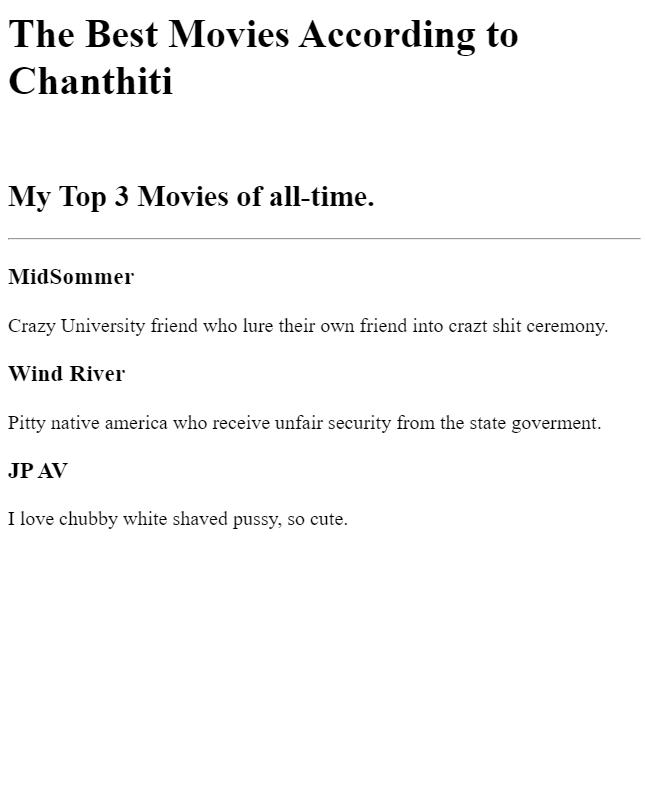 The Best Movies According to
Chanthiti
My Top 3 Movies of all-time.
MidSommer
Crazy University friend who lure their own friend into crazt shit ceremony.
Wind River
Pitty native america who receive unfair security from the state goverment.
JP AV
I love chubby white shaved pussy, so cute.